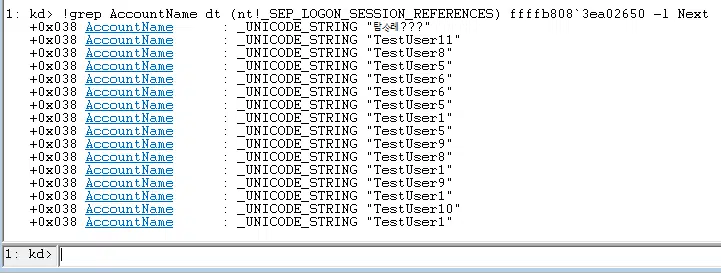 1: kd> !grep AccountName dt (nt!_SEP_LOGON_SESSION_REFERENCES) ffffb808`3ea02650 -l Next
+0x038 AccountName : _UNICODE_STRING "???"
+0x038 AccountName : _UNICODE_STRING "TestUser11"
+0x038 AccountName : _UNICODE_STRING "TestUser8"
+0x038 AccountName : _UNICODE_STRING "TestUser5"
+0x038 AccountName : _UNICODE_STRING "TestUser6"
+0x038 AccountName : _UNICODE_STRING "TestUser6"
+0x038 AccountName : _UNICODE_STRING "TestUser5"
+0x038 AccountName : _UNICODE_STRING "TestUser1"
+0x038 AccountName : _UNICODE_STRING "TestUser5"
+0x038 AccountName : _UNICODE_STRING "TestUser9"
+0x038 AccountName : _UNICODE_STRING "TestUser8"
+0x038 AccountName : _UNICODE_STRING "TestUser1"
+0x038 AccountName : _UNICODE_STRING "TestUser9"
+0x038 AccountName : _UNICODE_STRING "TestUser1"
+0x038 AccountName : _UNICODE_STRING "TestUser10"
+0x038 AccountName : _UNICODE_STRING "TestUser1"
1: kd>